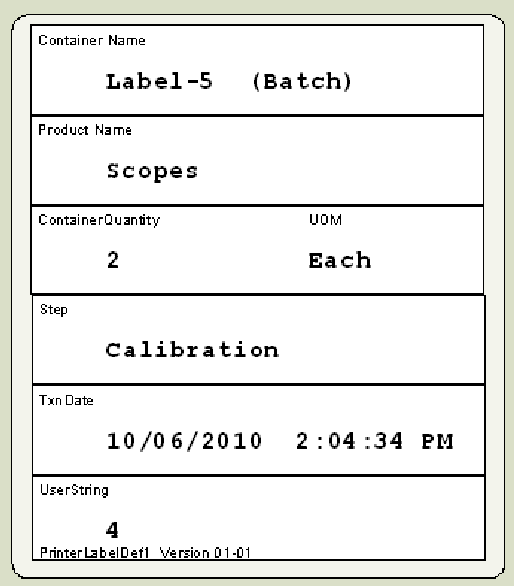 Container Name
Label-5 (Batch)
Product Name
Scopes
ContainerQuantity UOM
2 Each
Step
Calibration
Txn Date
10/06/2010 2:04:34 PM
UserString
4
PrinterLabelDef1 Version 01-01